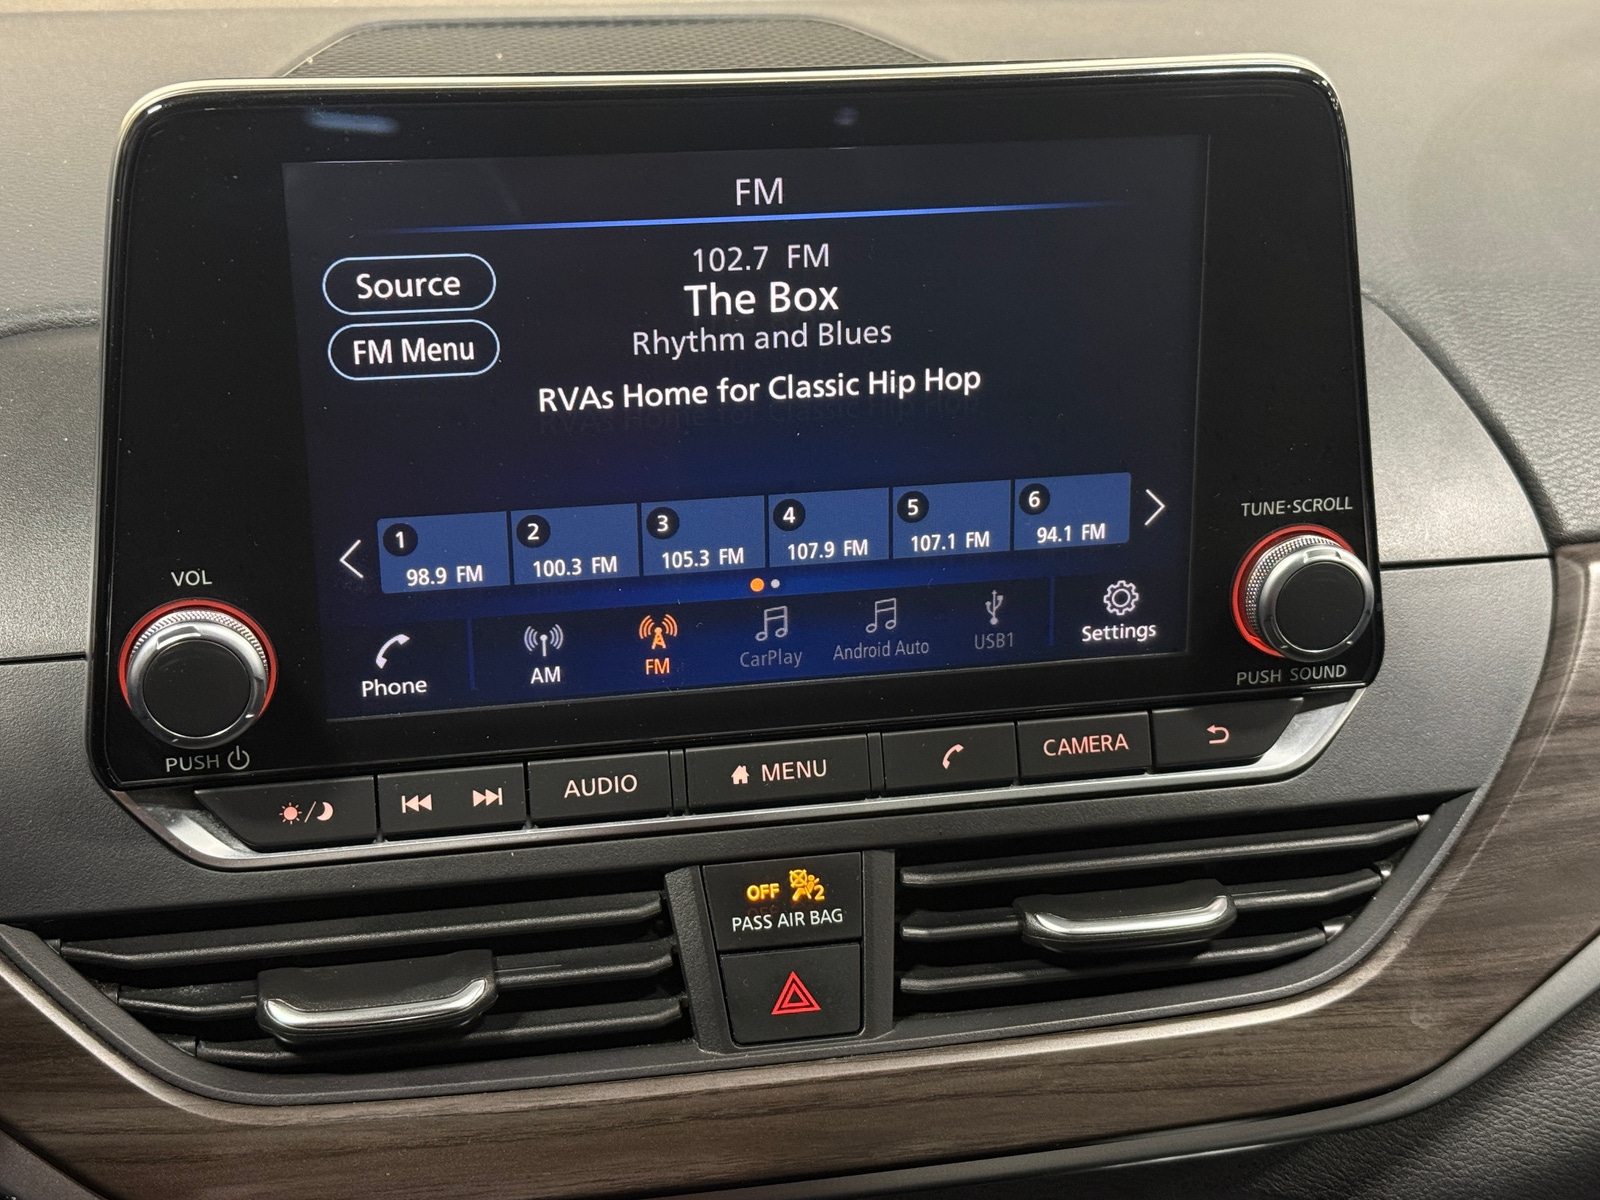 FM
102.7 FM
The Box
Rhythm and Blues
RVAs Home for Classic Hip Hop
Source
FM Menu
1 98.9 FM
2 100.3 FM
3 105.3 FM
4 107.9 FM
5 107.1 FM
6 94.1 FM
Phone
AM
FM
CarPlay
Android Auto
USB1
Settings
VOL
PUSH
TUNE·SCROLL
PUSH SOUND
AUDIO
MENU
CAMERA
OFF 2
PASS AIR BAG